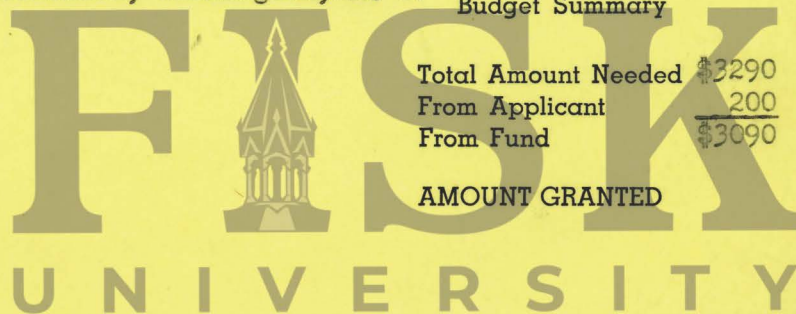 Budget Summary
Total Amount Needed $3290
From Applicant 200
From Fund $3090
AMOUNT GRANTED
FISK
UNIVERSITY